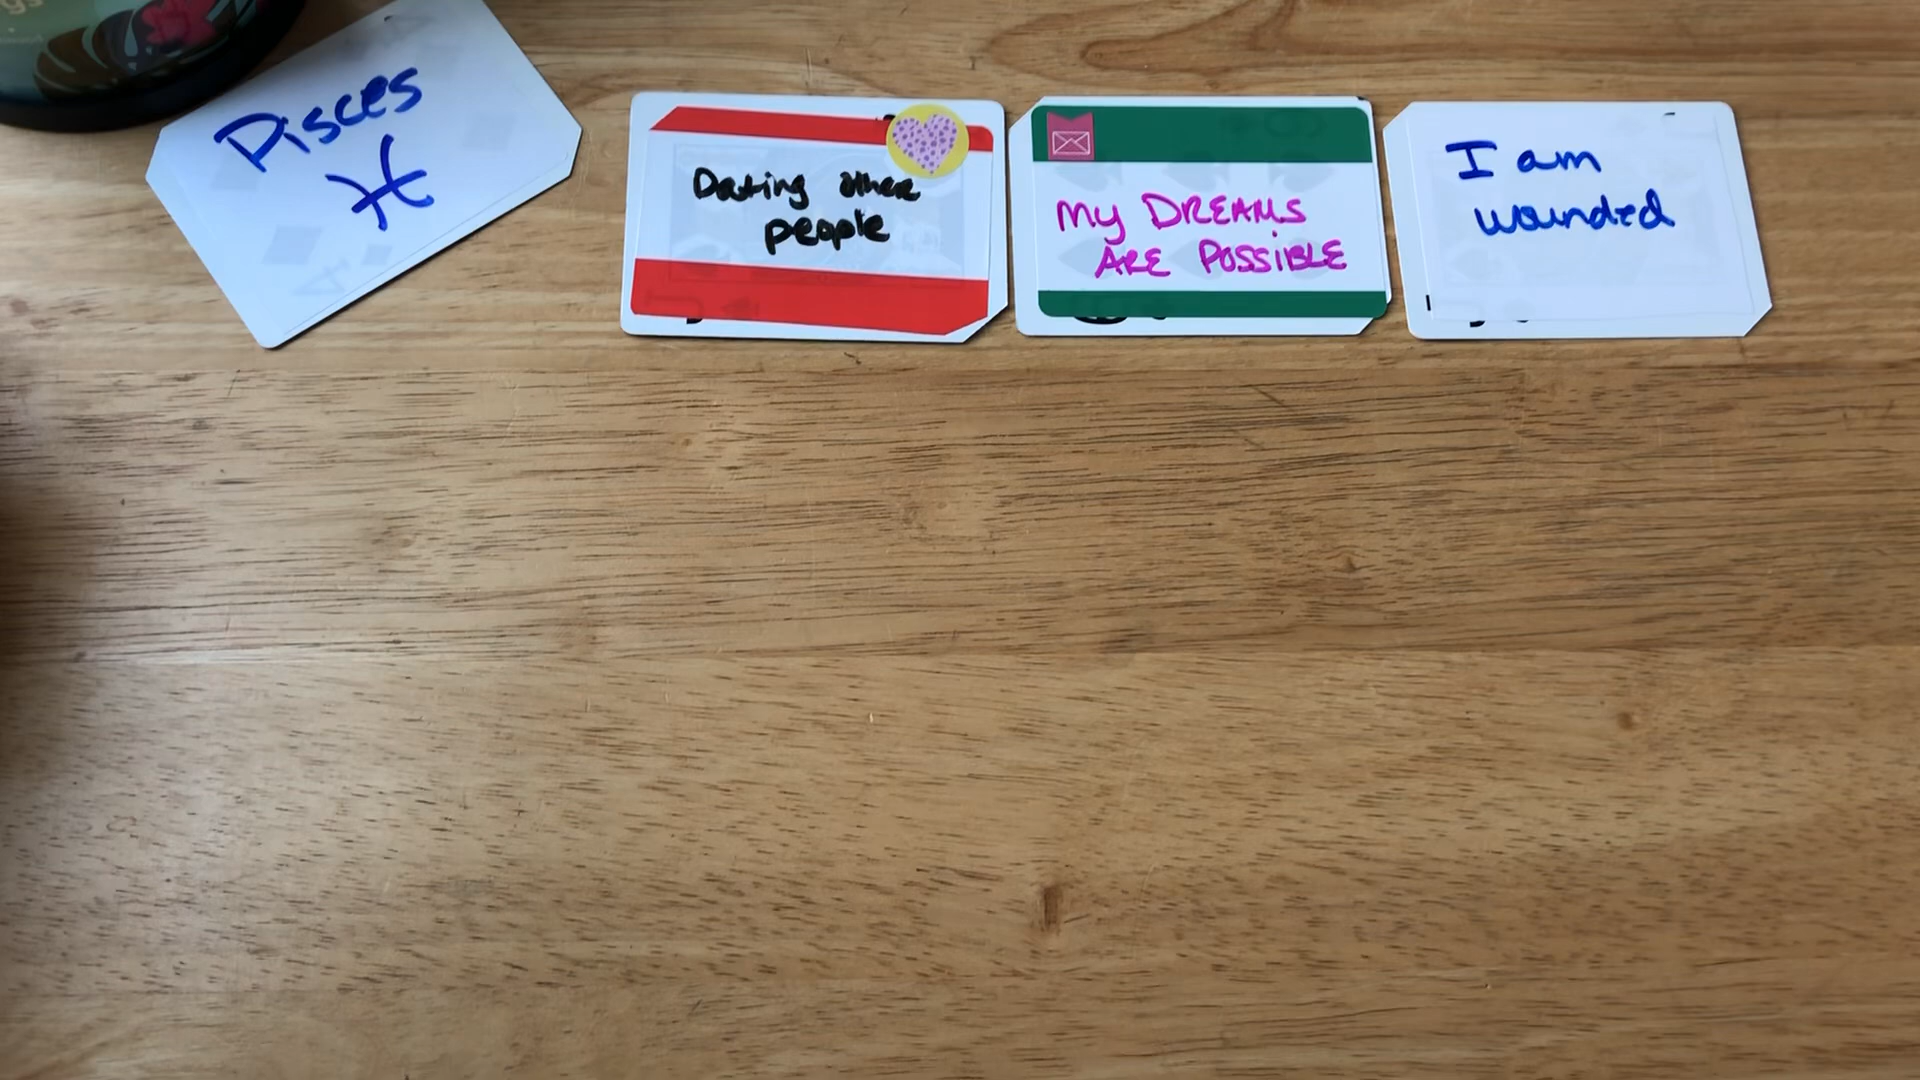 Pisces
♓
Dating other
people
My DREAMS
ARE POSSIBLE
I am
wounded